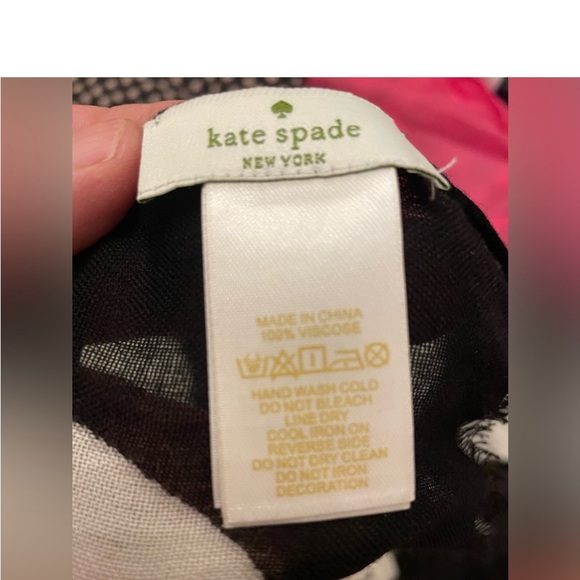 kate spade
NEW YORK
MADE IN CHINA
100% VISCOSE
HAND WASH COLD
DO NOT BLEACH
LINE DRY
COOL IRON ON
REVERSE SIDE
DO NOT DRY CLEAN
DO NOT IRON
DECORATION